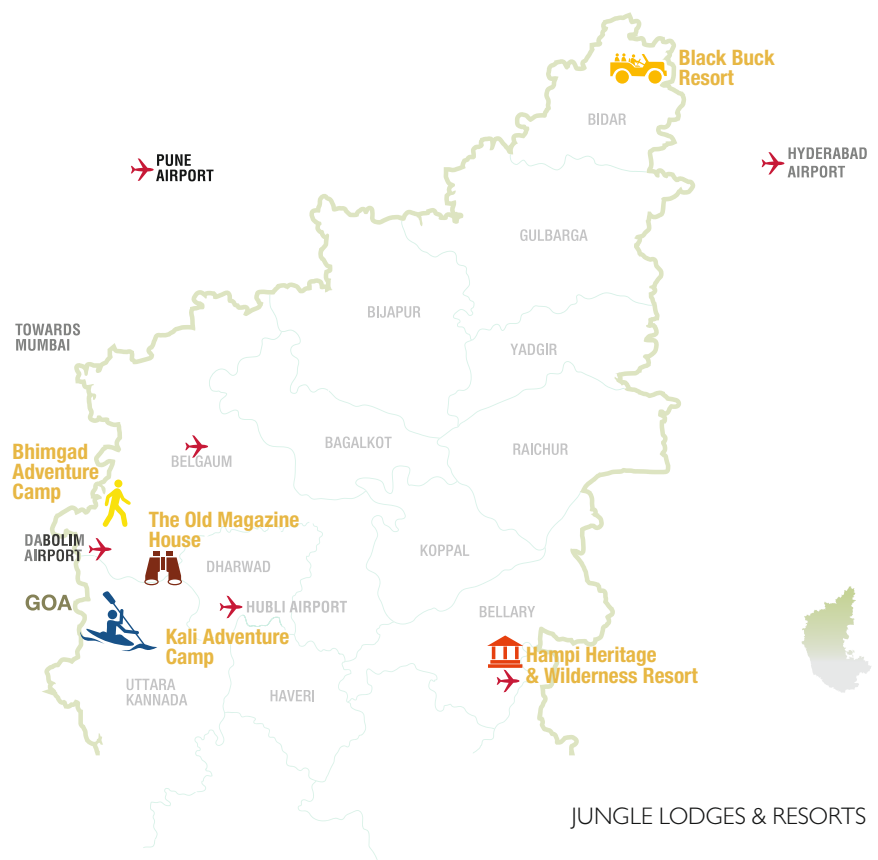 Black Buck
Resort
BIDAR
PUNE
AIRPORT
HYDERABAD
AIRPORT
GULBARGA
BIJAPUR
TOWARDS
MUMBAI
YADGIR
BAGALKOT
RAICHUR
Bhimgad
Adventure
Camp
BELGAUM
The Old Magazine
House
DABOLIM
AIRPORT
KOPPAL
DHARWAD
GOA
HUBLI AIRPORT
BELLARY
Kali Adventure
Camp
Hampi Heritage
& Wilderness Resort
UTTARA
KANNADA
HAVERI
JUNGLE LODGES & RESORTS